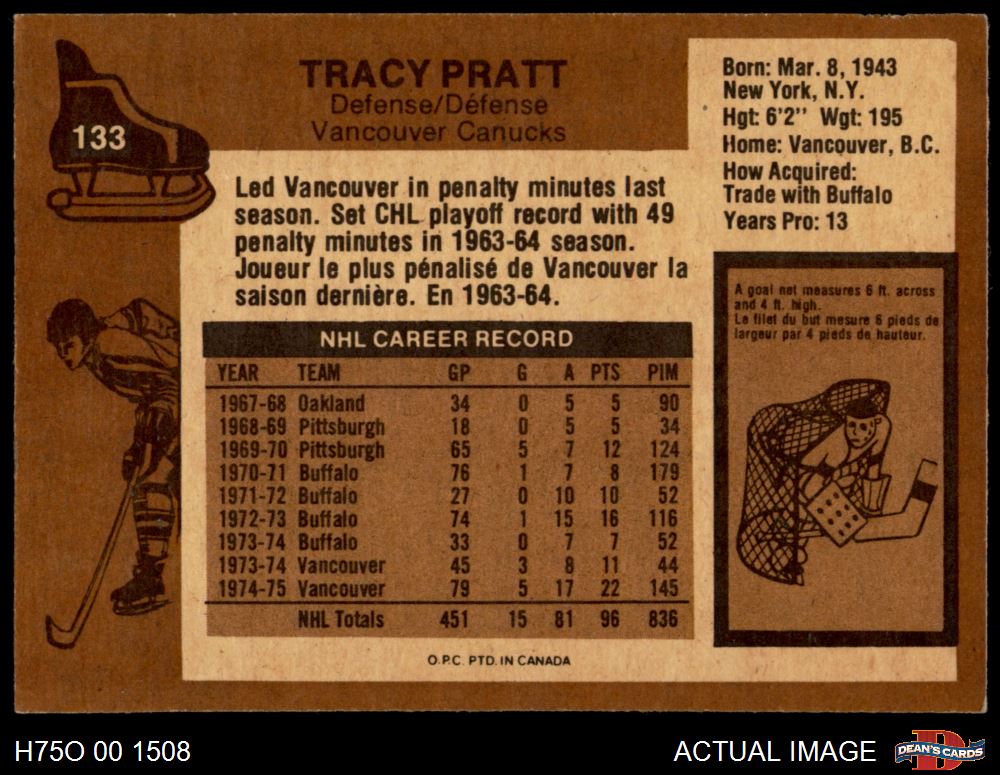 133
TRACY PRATT
Defense/Défense
Vancouver Canucks
Born: Mar. 8, 1943
New York, N.Y.
Hgt: 6'2" Wgt: 195
Home: Vancouver, B.C.
How Acquired:
Trade with Buffalo
Years Pro: 13
Led Vancouver in penalty minutes last
season. Set CHL playoff record with 49
penalty minutes in 1963-64 season.
Joueur le plus pénalisé de Vancouver la
saison dernière. En 1963-64.
A goal net measures 6 ft. across
and 4 ft. high.
Le filet du but mesure 6 pieds de
largeur par 4 pieds de hauteur.
NHL CAREER RECORD
YEAR TEAM GP G A PTS PIM
1967-68 Oakland 34 0 5 5 90
1968-69 Pittsburgh 18 0 5 5 34
1969-70 Pittsburgh 65 5 7 12 124
1970-71 Buffalo 76 1 7 8 179
1971-72 Buffalo 27 0 10 10 52
1972-73 Buffalo 74 1 15 16 116
1973-74 Buffalo 33 0 7 7 52
1973-74 Vancouver 45 3 8 11 44
1974-75 Vancouver 79 5 17 22 145
NHL Totals 451 15 81 96 836
O.P.C. PTD. IN CANADA
H75O 00 1508
ACTUAL IMAGE
D
DEAN'S CARDS